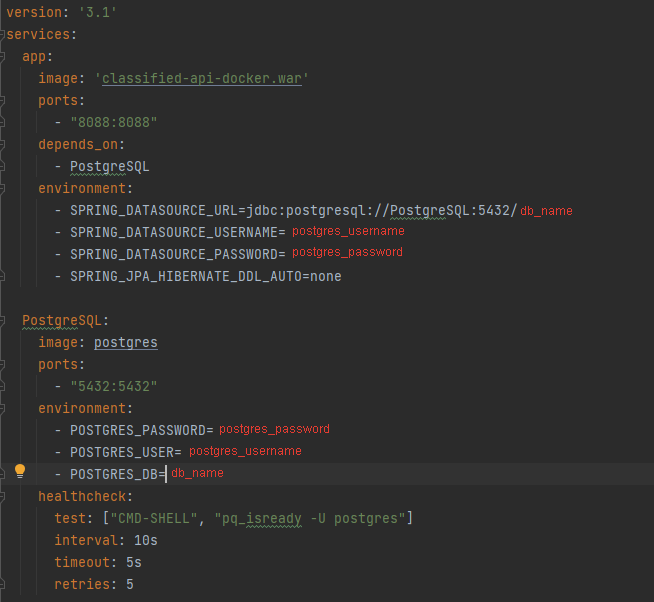 version: '3.1'
services:
app:
image: 'classified-api-docker.war'
ports:
- "8088:8088"
depends_on:
- PostgreSQL
environment:
- SPRING_DATASOURCE_URL=jdbc:postgresql://PostgreSQL:5432/ db_name
- SPRING_DATASOURCE_USERNAME= postgres_username
- SPRING_DATASOURCE_PASSWORD= postgres_password
- SPRING_JPA_HIBERNATE_DDL_AUTO=none
PostgreSQL:
image: postgres
ports:
- "5432:5432"
environment:
- POSTGRES_PASSWORD= postgres_password
- POSTGRES_USER= postgres_username
- POSTGRES_DB= db_name
healthcheck:
test: ["CMD-SHELL", "pq_isready -U postgres"]
interval: 10s
timeout: 5s
retries: 5